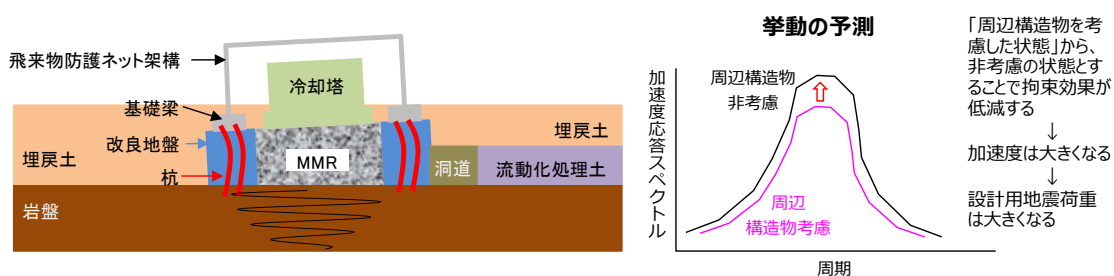 飛来物防護ネット架構
冷却塔
基礎梁
改良地盤
埋戻土
杭
MMR
埋戻土
洞道
流動化処理土
岩盤
挙動の予測
加速度応答スペクトル
周辺構造物
非考慮
周辺
構造物考慮
周期
「周辺構造物を考
慮した状態」から、
非考慮の状態とす
ることで拘束効果が
低減する
↓
加速度は大きくなる
↓
設計用地震荷重
は大きくなる